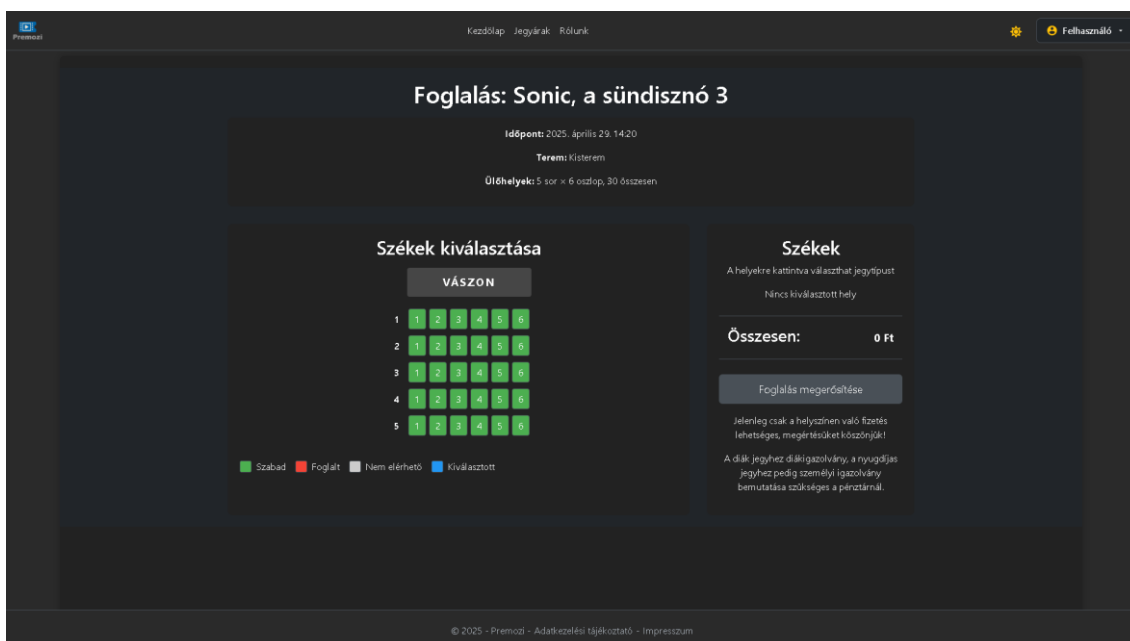 Premozi
Kezdőlap Jegyárak Rólunk
Felhasználó
Foglalás: Sonic, a sündisznó 3
Időpont: 2025. április 29. 14:20
Terem: Kisterem
Ülőhelyek: 5 sor × 6 oszlop, 30 összesen
Székek kiválasztása
VÁSZON
1 1 2 3 4 5 6
2 1 2 3 4 5 6
3 1 2 3 4 5 6
4 1 2 3 4 5 6
5 1 2 3 4 5 6
Szabad Foglalt Nem elérhető Kiválasztott
Székek
A helyekre kattintva választhat jegytípust
Nincs kiválasztott hely
Összesen: 0 Ft
Foglalás megerősítése
Jelenleg csak a helyszínen való fizetés
lehetséges, megértésüket köszönjük!
A diák jegyhez diákigazolvány, a nyugdíjas
jegyhez pedig személyi igazolvány
bemutatása szükséges a pénztárnál.
© 2025 - Premozi - Adatkezelési tájékoztató - Impresszum